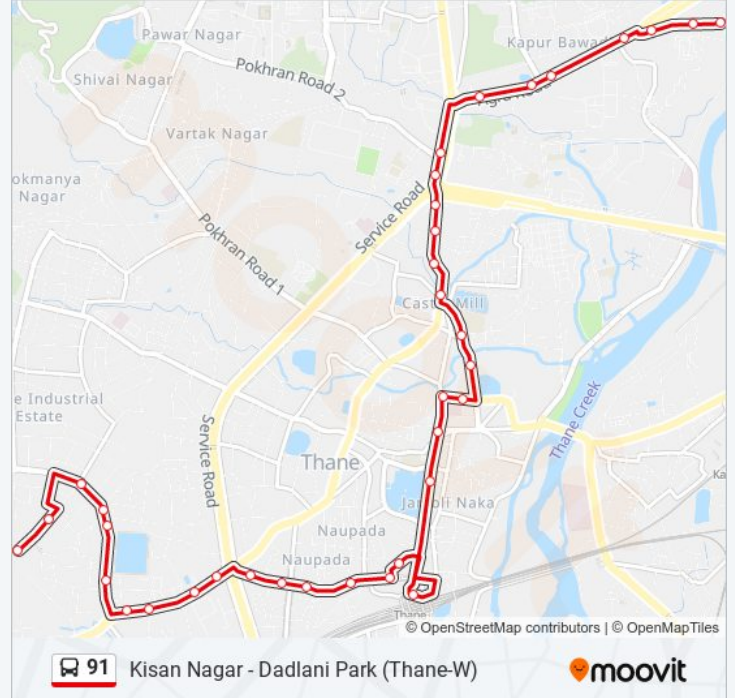 Pawar Nagar
Kapur Bawadi
Pokhran Road 2
Shivai Nagar
Vartak Nagar
okmanya
Nagar
Service Road
Pokhran Road 1
Castle Mill
e Industrial
Estate
Service Road
Thane Creek
Thane
Ka
Naupada
Naupada
Thane
© OpenStreetMap contributors | © OpenMapTiles
91
Kisan Nagar - Dadlani Park (Thane-W)
moovit